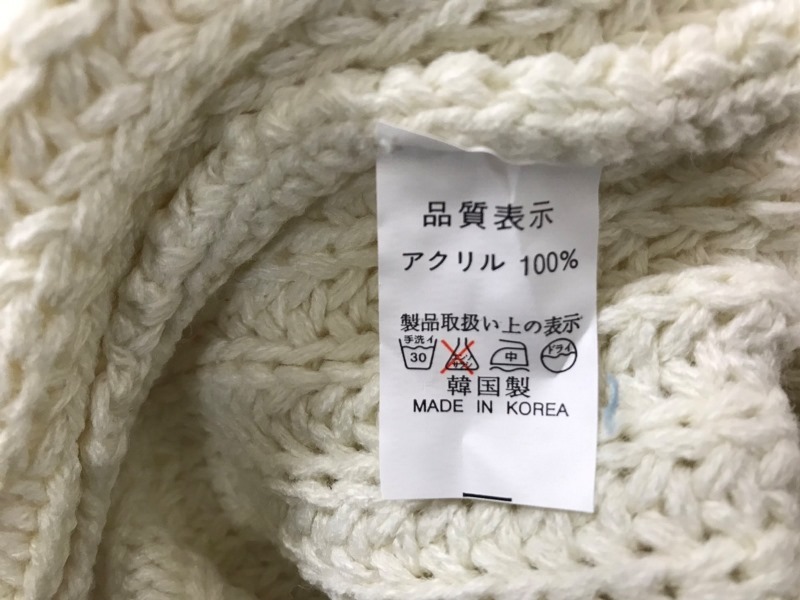 品質表示
アクリル 100%
製品取扱い上の表示
手洗イ 30 中 ドライ
韓国製
MADE IN KOREA